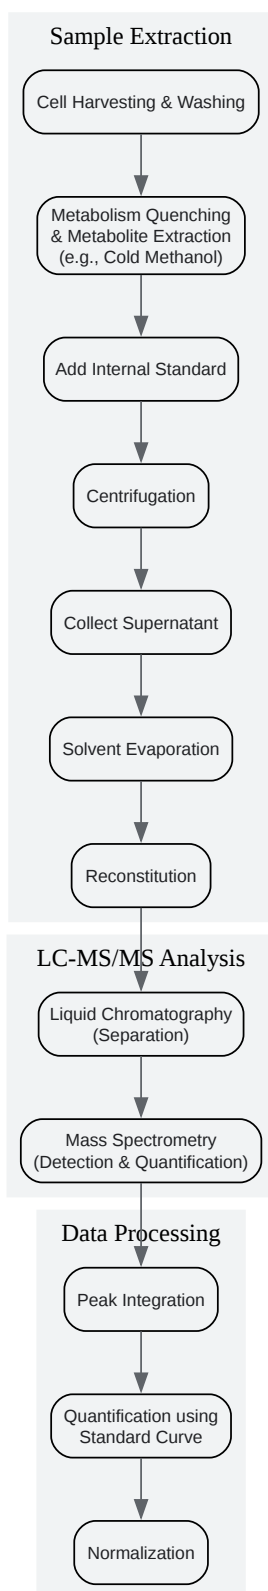 Sample Extraction
Cell Harvesting & Washing
Metabolism Quenching
& Metabolite Extraction
(e.g., Cold Methanol)
Add Internal Standard
Centrifugation
Collect Supernatant
Solvent Evaporation
Reconstitution
LC-MS/MS Analysis
Liquid Chromatography
(Separation)
Mass Spectrometry
(Detection & Quantification)
Data Processing
Peak Integration
Quantification using
Standard Curve
Normalization